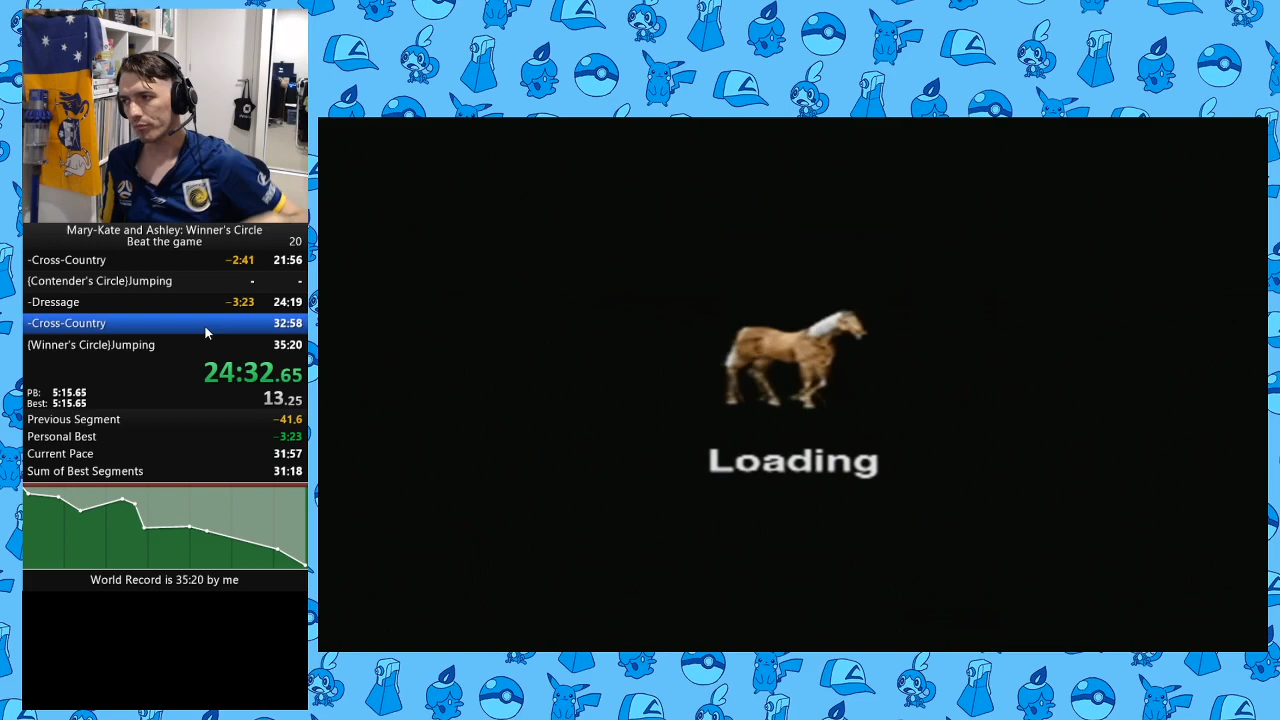 Mary-Kate and Ashley: Winner's Circle
Beat the game 20
-Cross-Country −2:41 21:56
{Contender's Circle}Jumping - -
-Dressage −3:23 24:19
-Cross-Country 32:58
{Winner's Circle}Jumping 35:20
24:32.65
PB: 5:15.65
Best: 5:15.65
13.25
Previous Segment −41.6
Personal Best −3:23
Current Pace 31:57
Sum of Best Segments 31:18
World Record is 35:20 by me
Loading